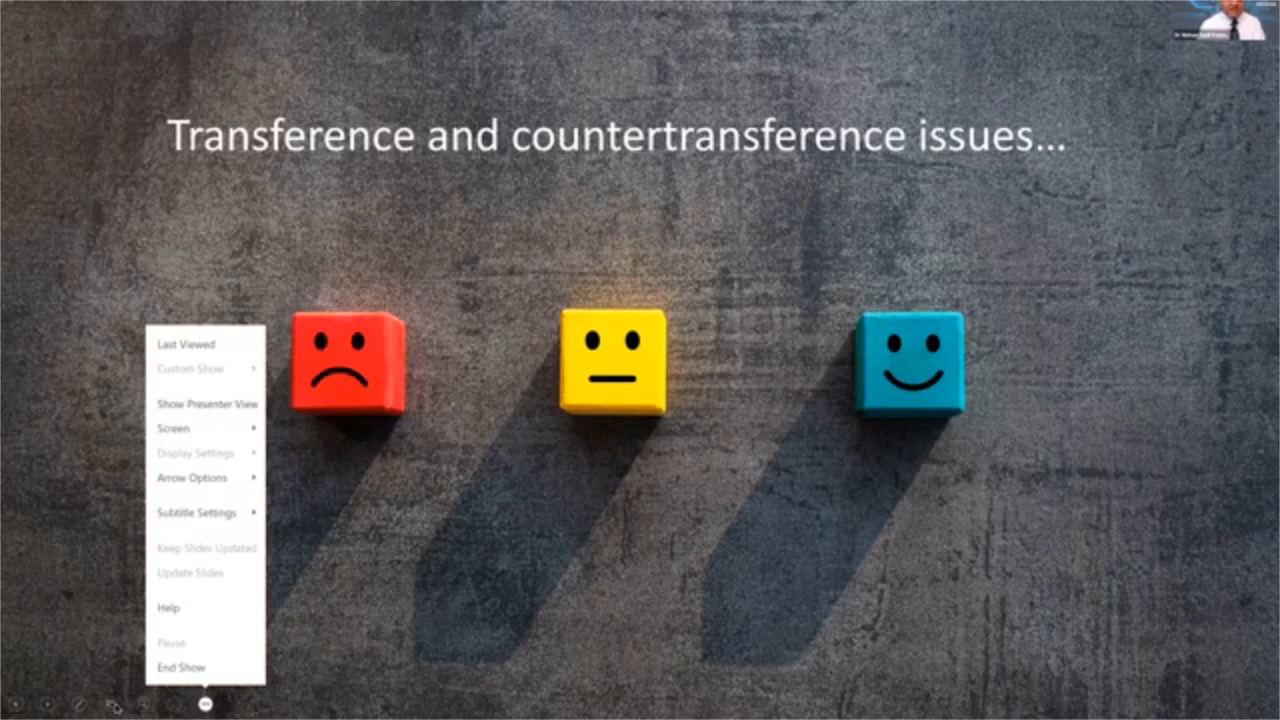 Transference and countertransference issues...
Last Viewed
Custom Show
Show Presenter View
Screen
Display Settings
Arrow Options
Subtitle Settings
Keep Slides Updated
Update Slides
Help
Pause
End Show